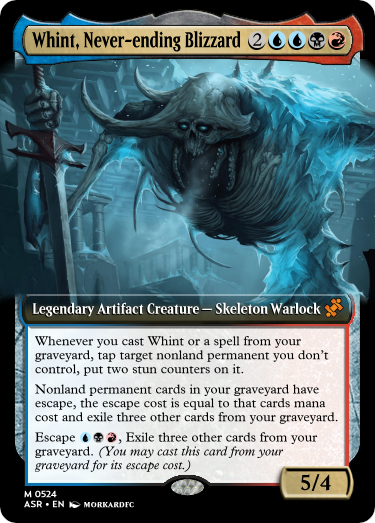 Whint, Never-ending Blizzard 2
Legendary Artifact Creature — Skeleton Warlock
Whenever you cast Whint or a spell from your
graveyard, tap target nonland permanent you don't
control, put two stun counters on it.
Nonland permanent cards in your graveyard have
escape, the escape cost is equal to that cards mana
cost and exile three other cards from your graveyard.
Escape , Exile three other cards from your
graveyard. (You may cast this card from your
graveyard for its escape cost.)
5/4
M 0524
ASR • EN MORKARDFC